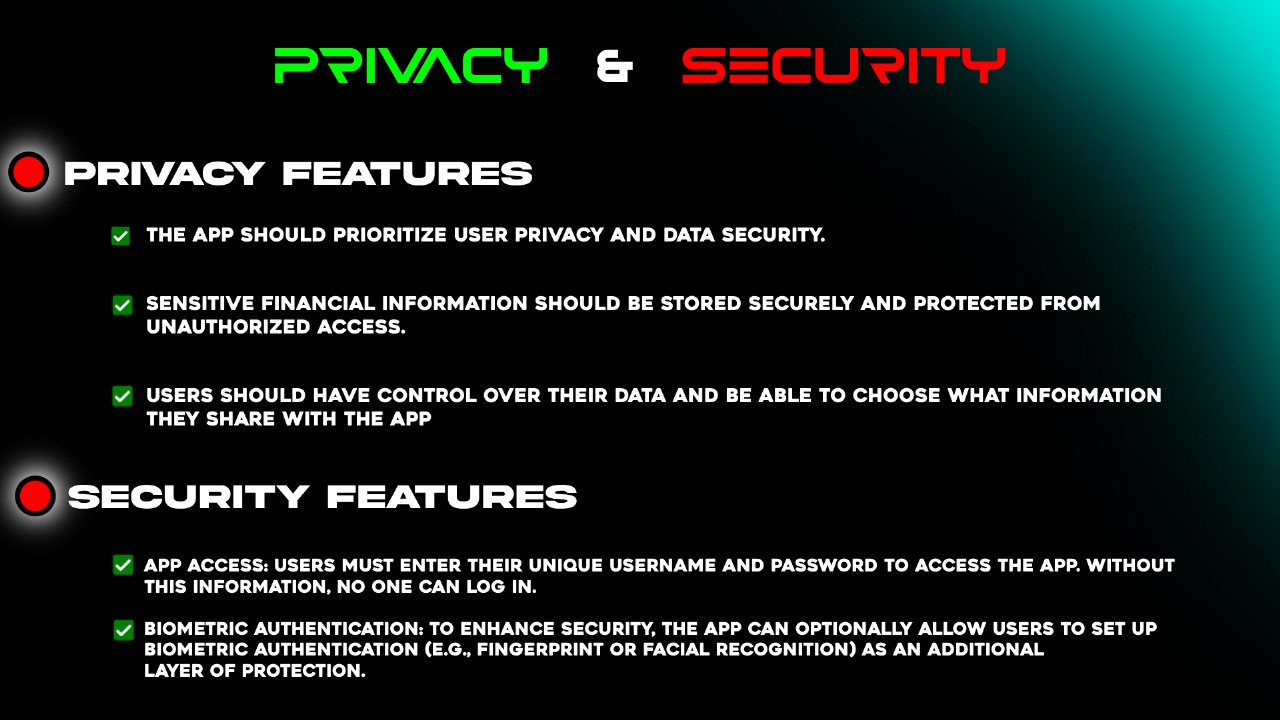 PRIVACY & SECURITY
PRIVACY FEATURES
THE APP SHOULD PRIORITIZE USER PRIVACY AND DATA SECURITY.
SENSITIVE FINANCIAL INFORMATION SHOULD BE STORED SECURELY AND PROTECTED FROM
UNAUTHORIZED ACCESS.
USERS SHOULD HAVE CONTROL OVER THEIR DATA AND BE ABLE TO CHOOSE WHAT INFORMATION
THEY SHARE WITH THE APP
SECURITY FEATURES
APP ACCESS: USERS MUST ENTER THEIR UNIQUE USERNAME AND PASSWORD TO ACCESS THE APP. WITHOUT
THIS INFORMATION, NO ONE CAN LOG IN.
BIOMETRIC AUTHENTICATION: TO ENHANCE SECURITY, THE APP CAN OPTIONALLY ALLOW USERS TO SET UP
BIOMETRIC AUTHENTICATION (E.G., FINGERPRINT OR FACIAL RECOGNITION) AS AN ADDITIONAL
LAYER OF PROTECTION.